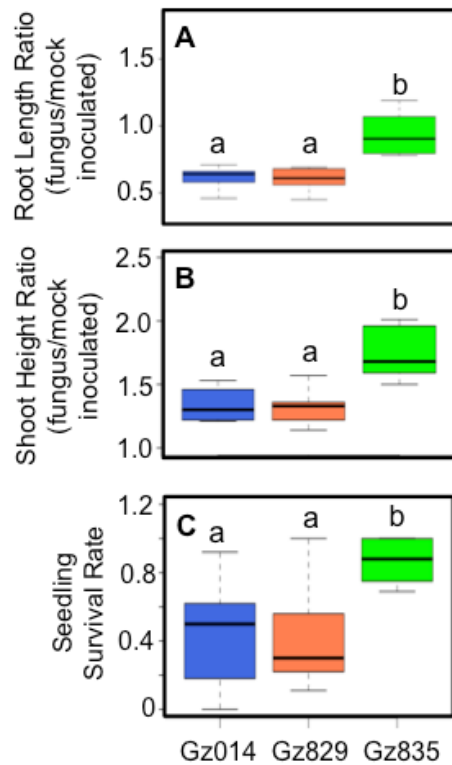 Root Length Ratio
(fungus/mock
inoculated)
A
1.5
1.0
0.5
a
a
b
Shoot Height Ratio
(fungus/mock
inoculated)
B
2.5
2.0
1.5
1.0
a
a
b
Seedling
Survival Rate
C
1.2
0.8
0.4
0
a
a
b
Gz014 Gz829 Gz835